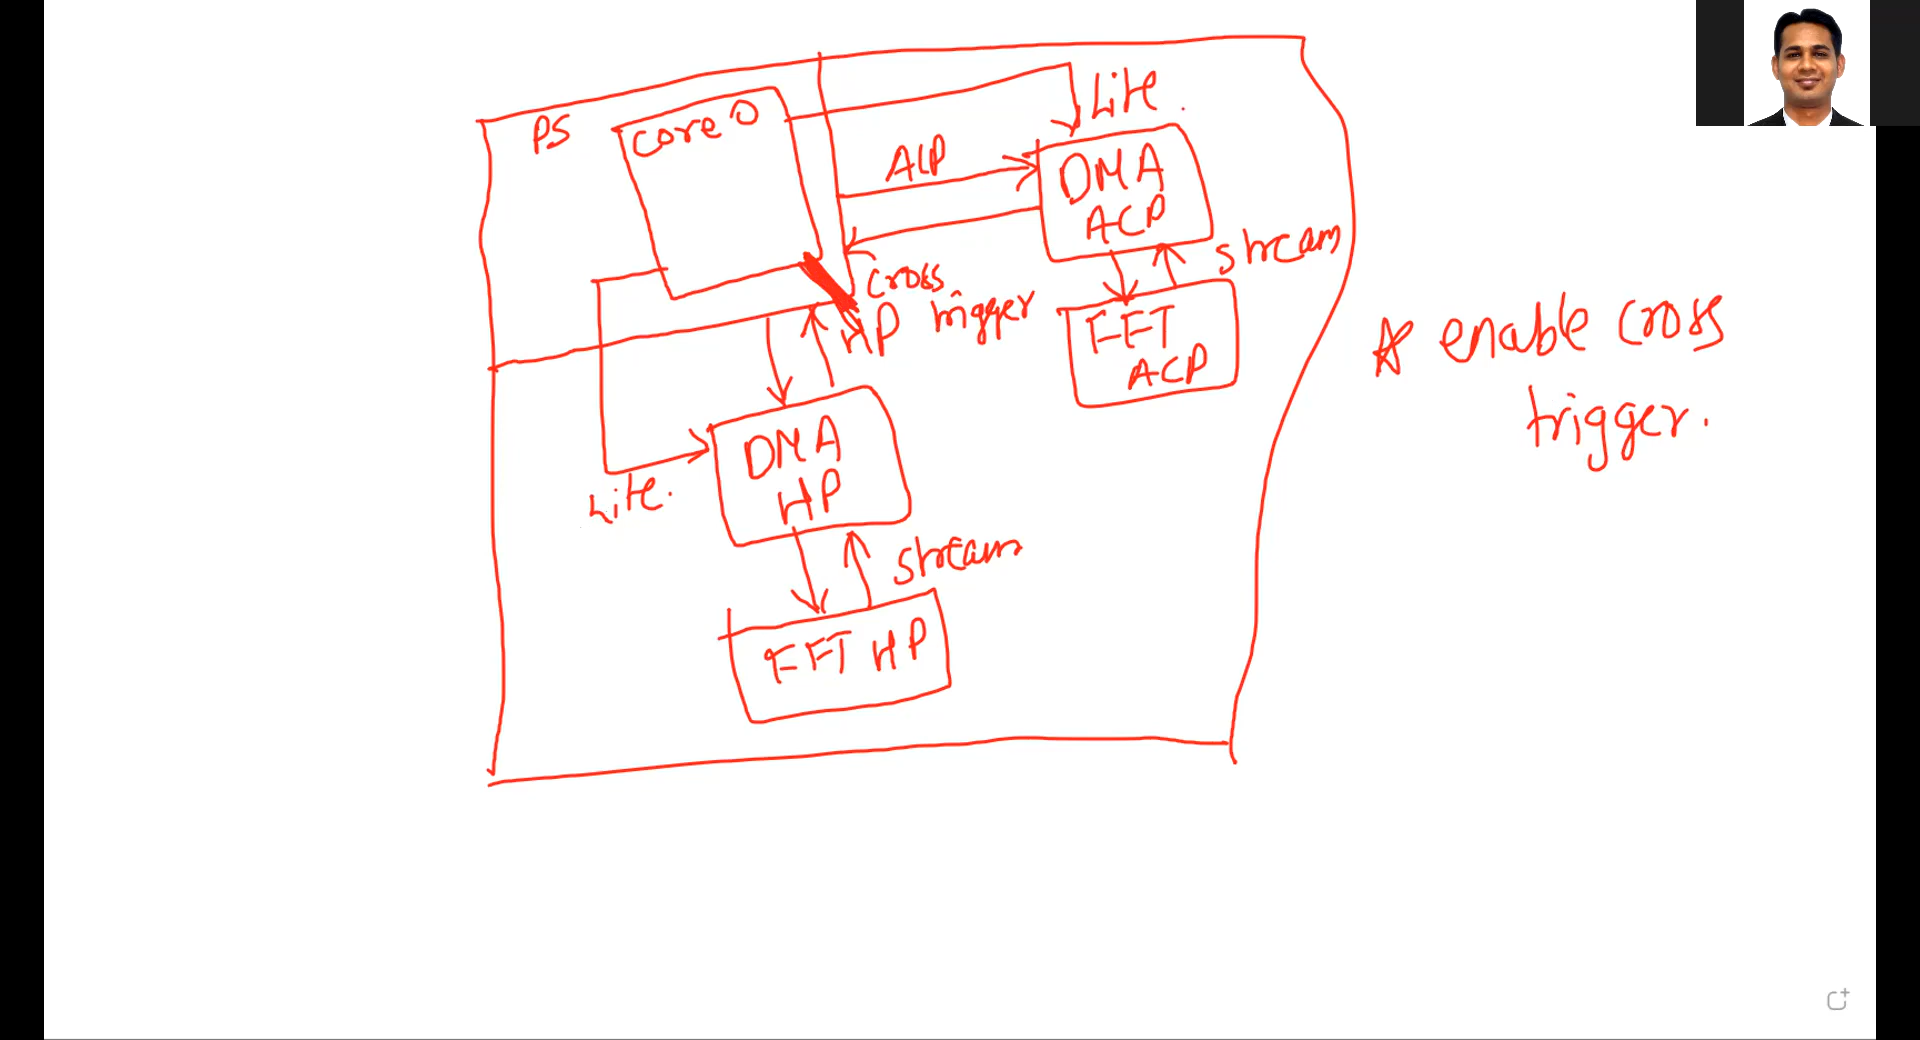 PS
Core 0
Lite.
ACP
DMA
ACP
stream
Cross
trigger
HP
FFT
ACP
* enable cross
trigger.
DMA
HP
Lite.
stream
FFT HP